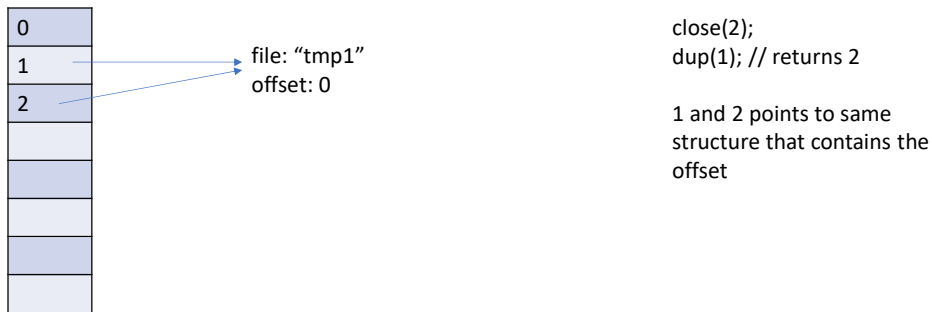 0
1
2
file: “tmp1”
offset: 0
close(2);
dup(1); // returns 2
1 and 2 points to same
structure that contains the
offset